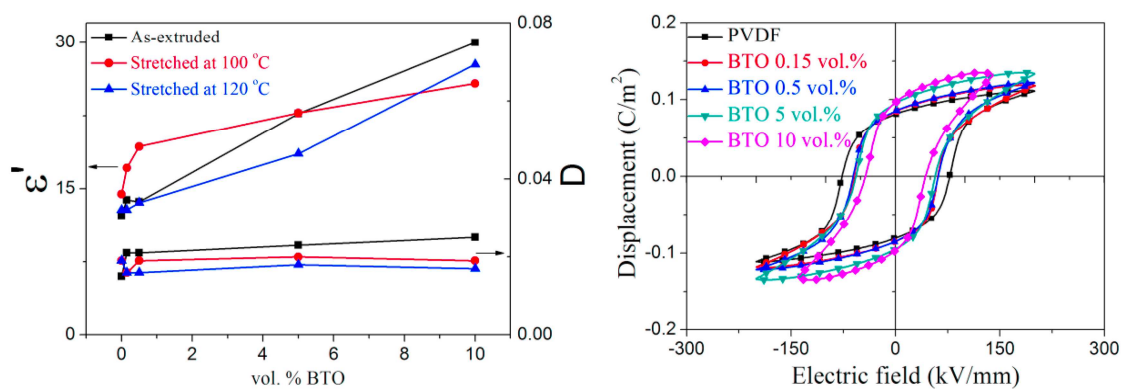 As-extruded
Stretched at 100 °C
Stretched at 120 °C
ε'
30
15
0
0.08
0.04
0.00
D
0 2 4 6 8 10
vol. % BTO
PVDF
BTO 0.15 vol.%
BTO 0.5 vol.%
BTO 5 vol.%
BTO 10 vol.%
Displacement (C/m²)
0.2
0.1
0.0
-0.1
-0.2
-300 -150 0 150 300
Electric field (kV/mm)